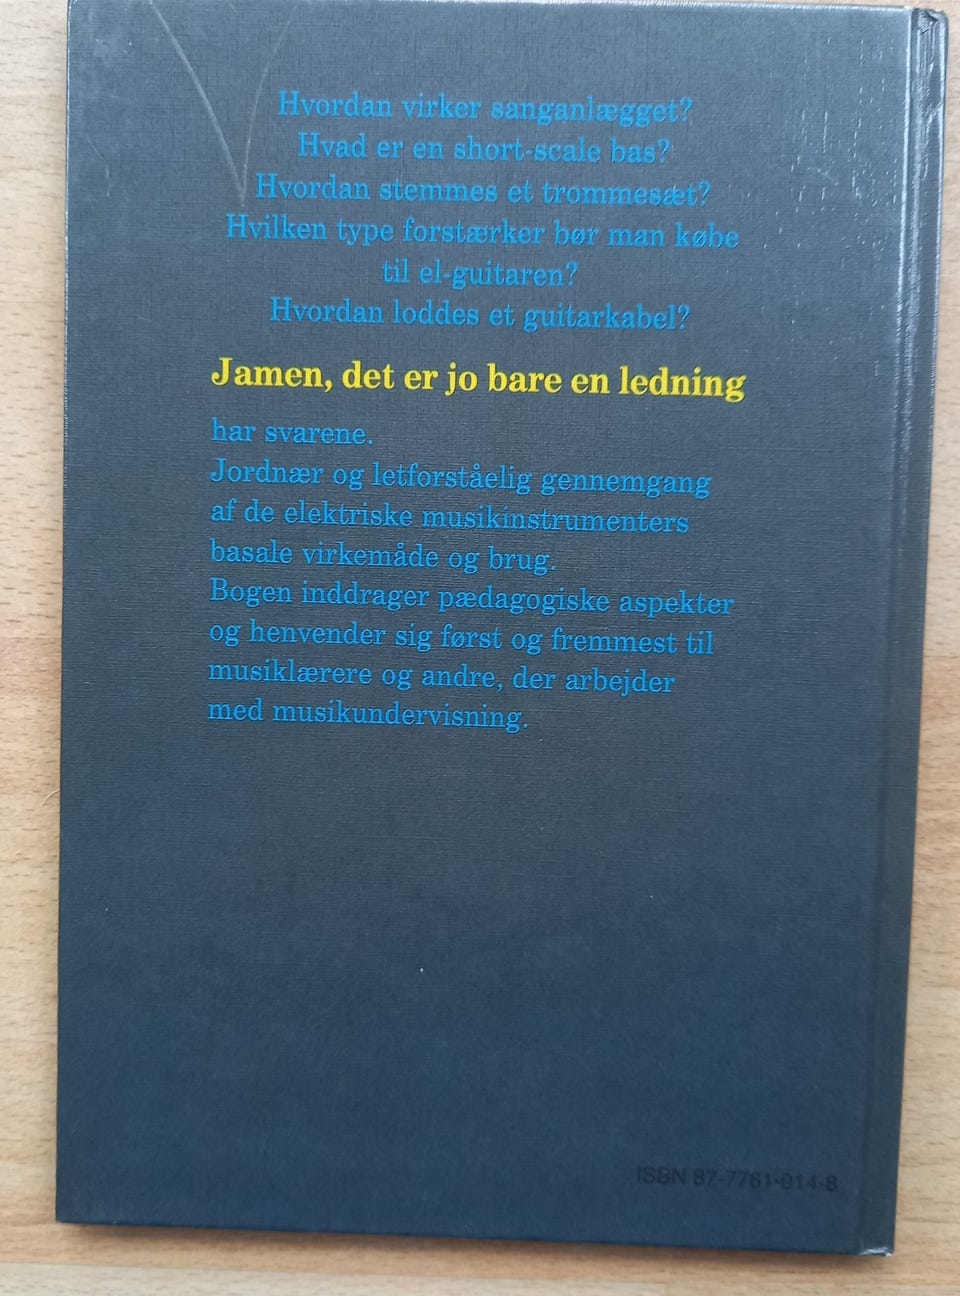 Hvordan virker sanganlægget?
Hvad er en short-scale bas?
Hvordan stemmes et trommesæt?
Hvilken type forstærker bør man købe
til el-guitaren?
Hvordan loddes et guitarkabel?
Jamen, det er jo bare en ledning
har svarene.
Jordnær og letforståelig gennemgang
af de elektriske musikinstrumenters
basale virkemåde og brug.
Bogen inddrager pædagogiske aspekter
og henvender sig først og fremmest til
musiklærere og andre, der arbejder
med musikundervisning.
ISBN 87-7761-014-8